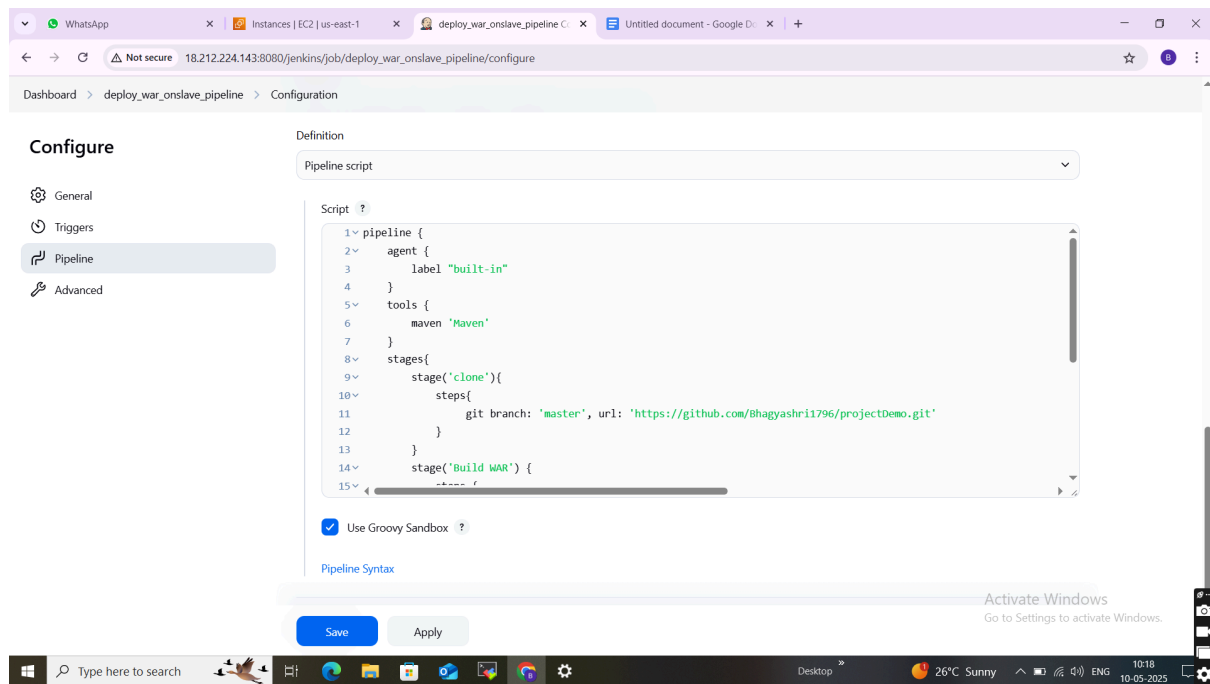 WhatsApp
Instances | EC2 | us-east-1
deploy_war_onslave_pipeline Co
Untitled document - Google Do
Not secure 18.212.224.143:8080/jenkins/job/deploy_war_onslave_pipeline/configure
B
Dashboard > deploy_war_onslave_pipeline > Configuration
Configure
General
Triggers
Pipeline
Advanced
Definition
Pipeline script
Script ?
1 pipeline {
2     agent {
3         label "built-in"
4     }
5     tools {
6         maven 'Maven'
7     }
8     stages{
9         stage('clone'){
10             steps{
11                  git branch: 'master', url: 'https://github.com/Bhagyashri1796/projectDemo.git'
12             }
13         }
14         stage('Build WAR') {
15             steps {
Use Groovy Sandbox ?
Pipeline Syntax
Save
Apply
Activate Windows
Go to Settings to activate Windows.
Type here to search
Desktop »
26°C Sunny
ENG
10:18
10-05-2025